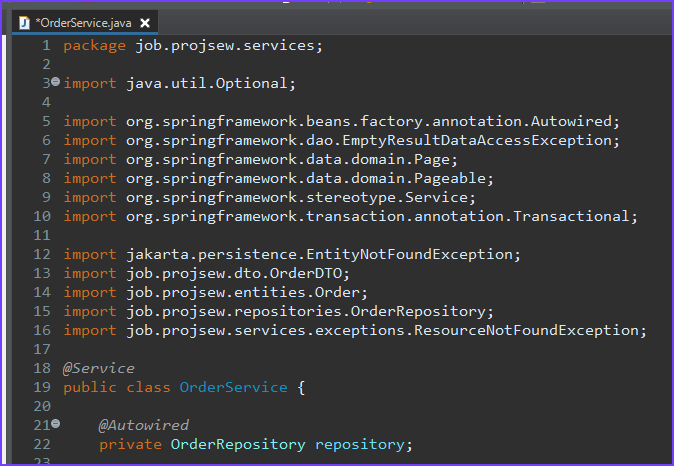 *OrderService.java
1 package job.projsew.services;
2
3 import java.util.Optional;
4
5 import org.springframework.beans.factory.annotation.Autowired;
6 import org.springframework.dao.EmptyResultDataAccessException;
7 import org.springframework.data.domain.Page;
8 import org.springframework.data.domain.Pageable;
9 import org.springframework.stereotype.Service;
10 import org.springframework.transaction.annotation.Transactional;
11
12 import jakarta.persistence.EntityNotFoundException;
13 import job.projsew.dto.OrderDTO;
14 import job.projsew.entities.Order;
15 import job.projsew.repositories.OrderRepository;
16 import job.projsew.services.exceptions.ResourceNotFoundException;
17
18 @Service
19 public class OrderService {
20
21 @Autowired
22 private OrderRepository repository;
23